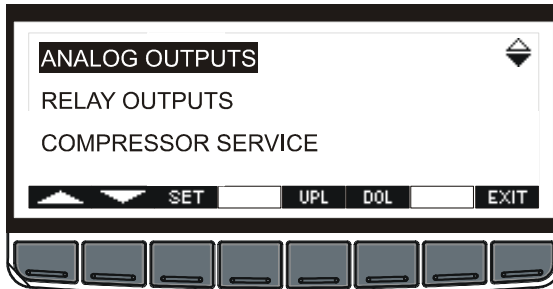 ANALOG OUTPUTS
RELAY OUTPUTS
COMPRESSOR SERVICE
SET UPL DOL EXIT